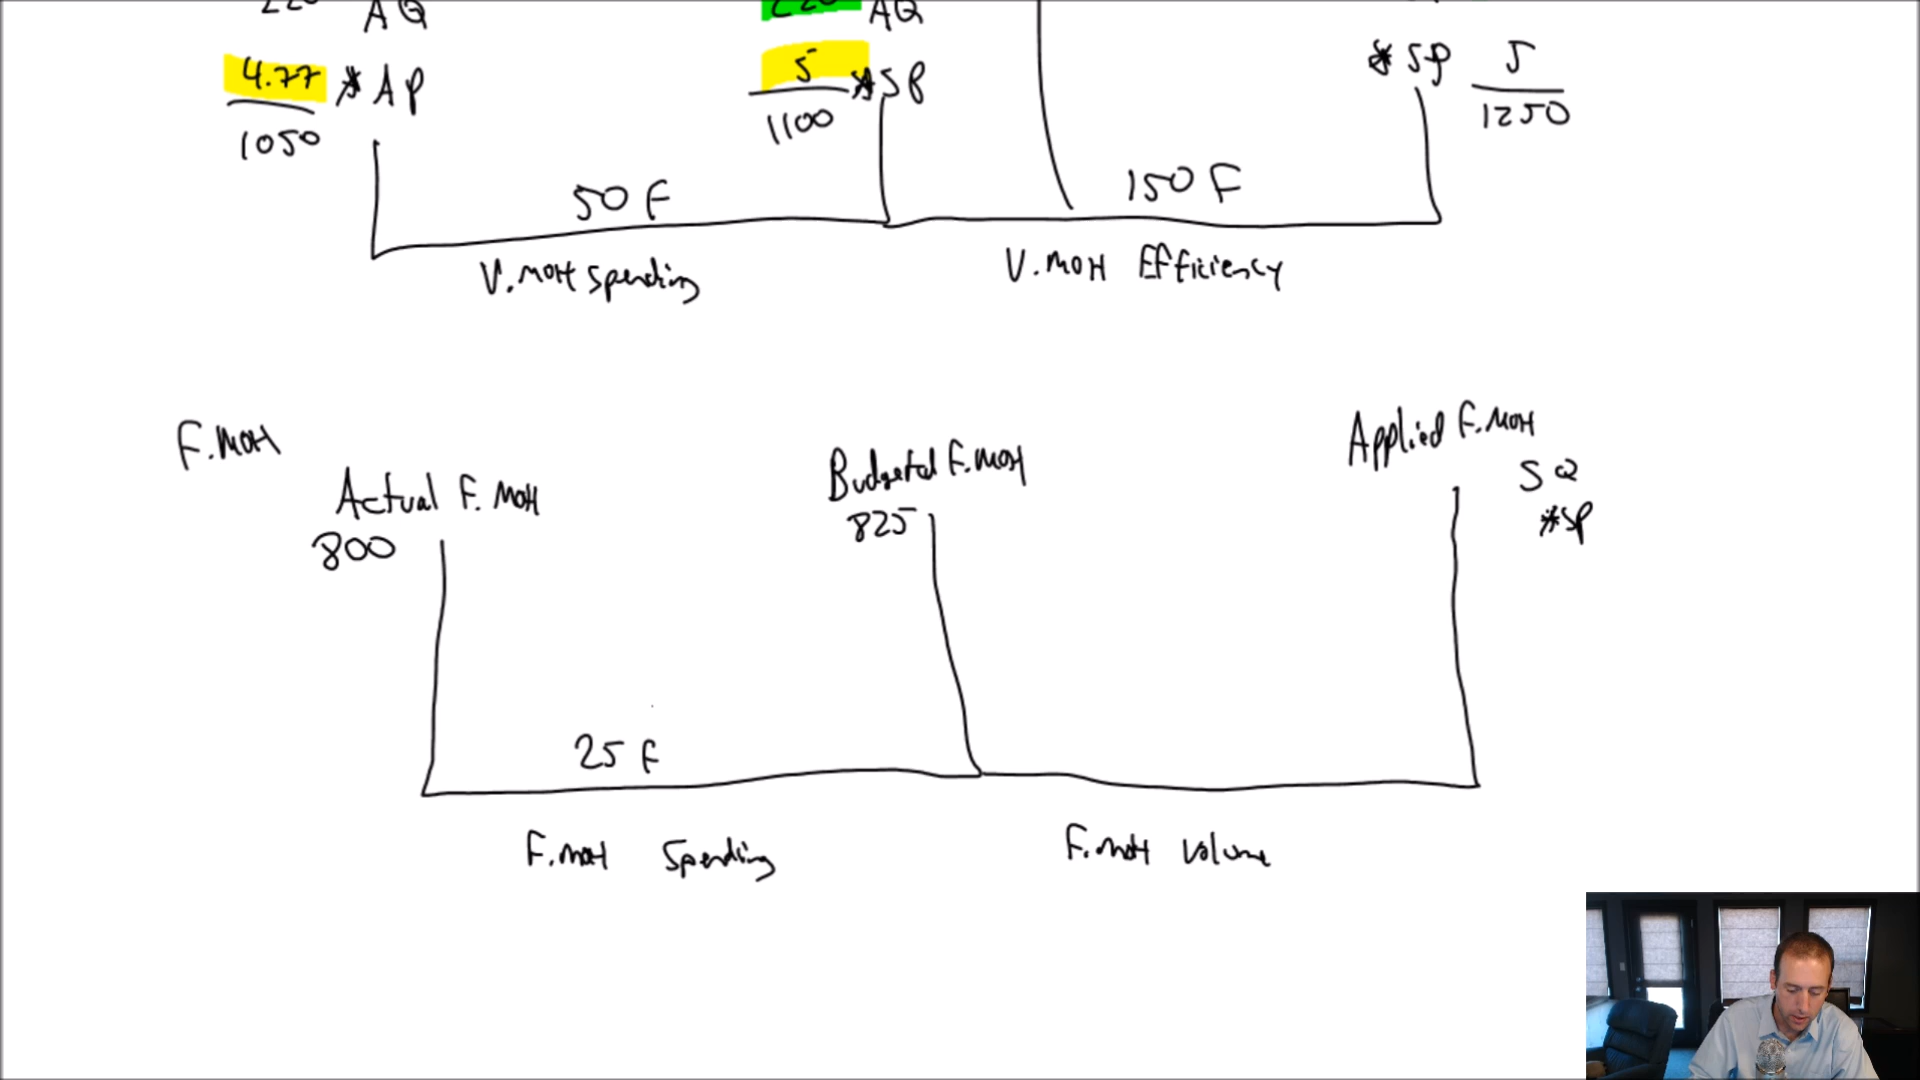 AQ
AQ
4.77 * AP
5 * SP
* SP 5
1050
1100
1250
50 F
150 F
V.MOH Spending
V.MOH Efficiency
F.MOH
Actual F. MOH
Budgeted F.MOH
Applied F.MOH
800
825
SQ
*SP
25 F
F.MOH Spending
F.MOH Volume